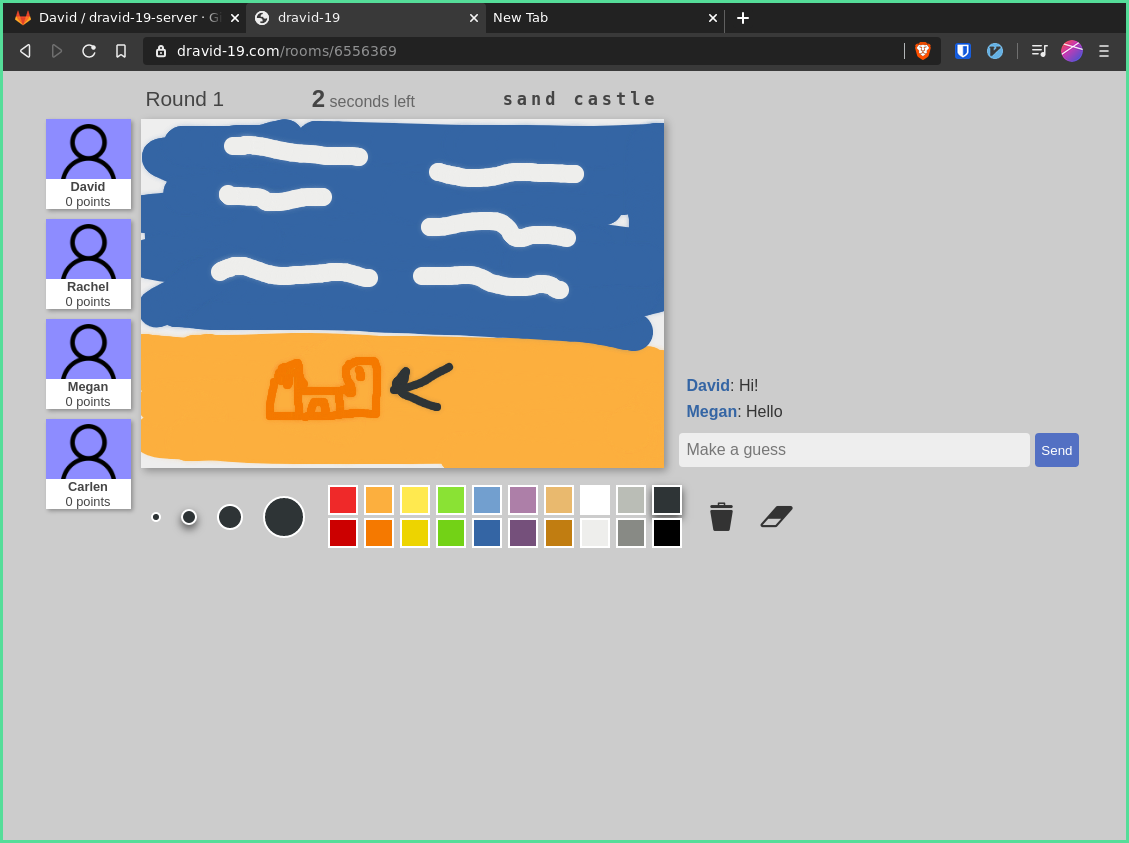 David / dravid-19-server · G
dravid-19
New Tab
dravid-19.com/rooms/6556369
Round 1
2 seconds left
sand castle
David
0 points
Rachel
0 points
Megan
0 points
Carlen
0 points
David: Hi!
Megan: Hello
Make a guess
Send